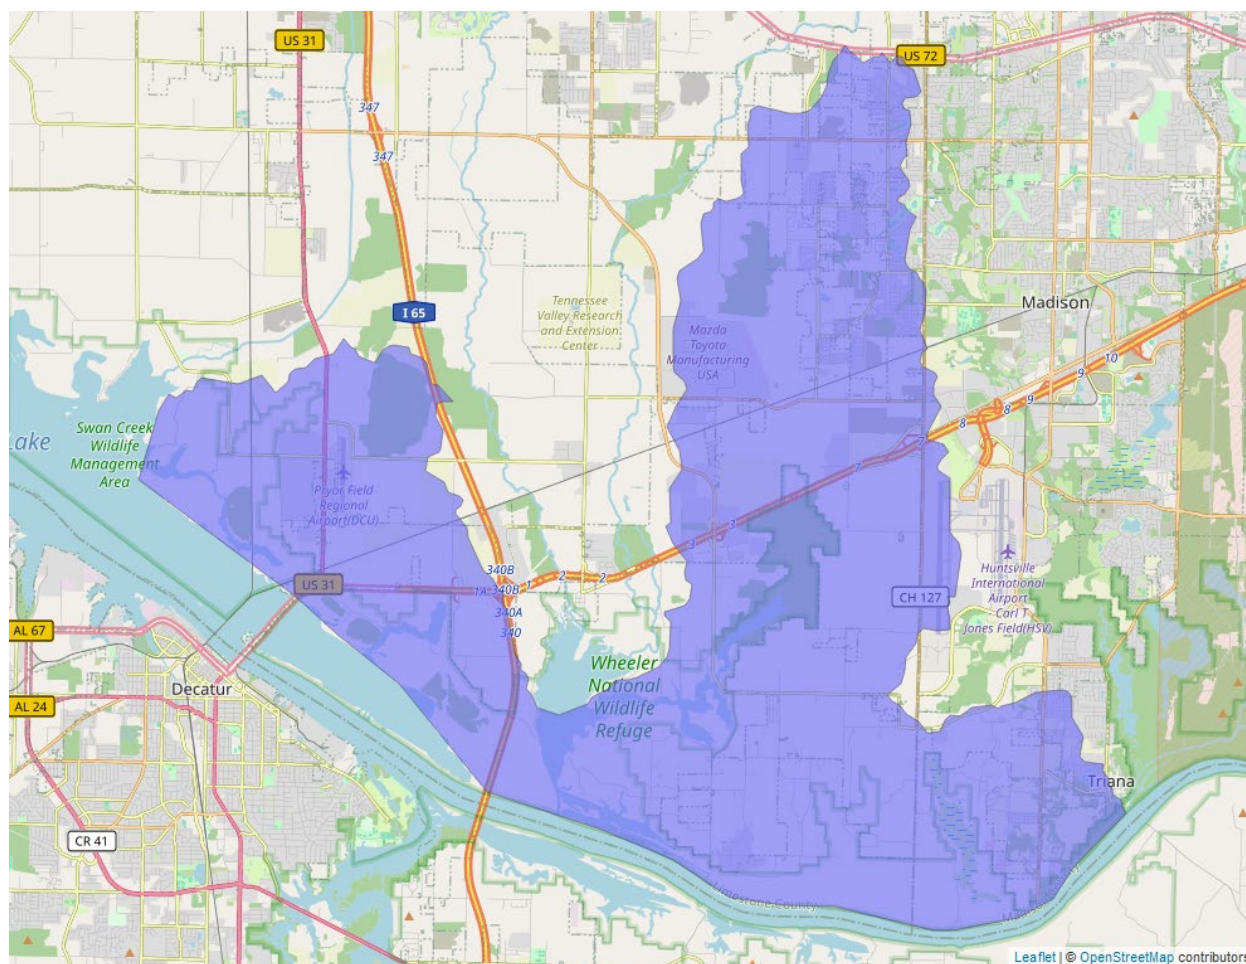 US 31
US 72
347
347
I 65
Madison
Tennessee
Valley Research
and Extension
Center
Mazda
Toyota
Manufacturing
USA
10
9
9
8
8
7
7
Lake
Swan Creek
Wildlife
Management
Area
Pryor Field
Regional
Airport(DCU)
3
3
Huntsville
International
Airport
- Carl T
Jones Field(HSV)
340B
US 31
1A
340B
1
2
2
340A
340
CH 127
AL 67
Wheeler
National
Wildlife
Refuge
Decatur
AL 24
Triana
CR 41
Limestone County
Leaflet | © OpenStreetMap contributors